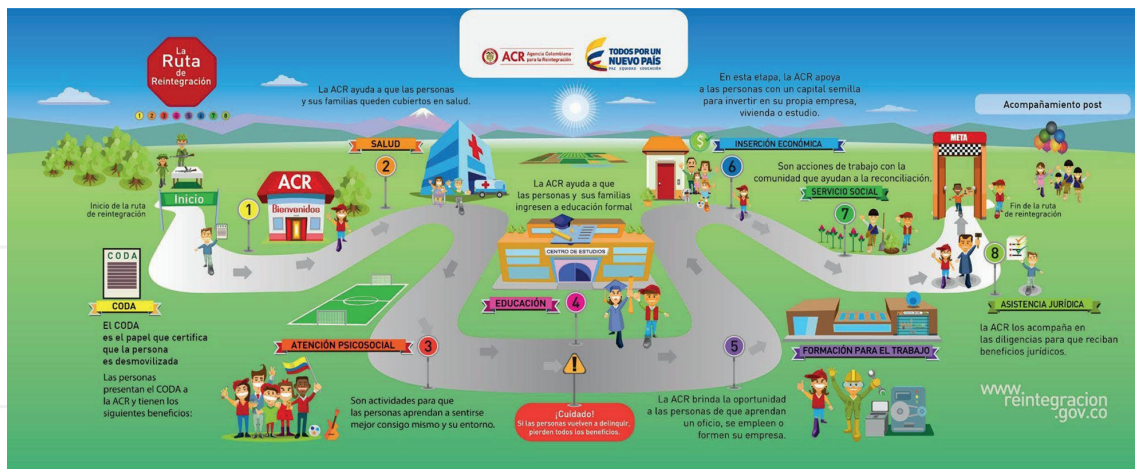 La
Ruta
de
Reintegración
1 2 3 4 5 6 7 8
ACR Agencia Colombiana
para la Reintegración
TODOS POR UN
NUEVO PAÍS
PAZ EQUIDAD EDUCACIÓN
La ACR ayuda a que las personas
y sus familias queden cubiertos en salud.
En esta etapa, la ACR apoya
a las personas con un capital semilla
para invertir en su propia empresa,
vivienda o estudio.
Acompañamiento post
SALUD
2
INSERCIÓN ECONÓMICA
6
$
META
Son acciones de trabajo con la
comunidad que ayudan a la reconciliación.
SERVICIO SOCIAL
7
Inicio
Inicio de la ruta
de reintegración
1
ACR
Bienvenidos
La ACR ayuda a que
las personas y sus familias
ingresen a educación formal
Fin de la ruta
de reintegración
CENTRO DE ESTUDIOS
8
CODA
CODA
ASISTENCIA JURÍDICA
EDUCACIÓN
4
El CODA
es el papel que certifica
que la persona
es desmovilizada
la ACR los acompaña en
las diligencias para que reciban
beneficios jurídicos.
ATENCIÓN PSICOSOCIAL
3
5
FORMACIÓN PARA EL TRABAJO
Las personas
presentan el CODA a
la ACR y tienen los
siguientes beneficios:
Son actividades para que
las personas aprendan a sentirse
mejor consigo mismo y su entorno.
¡Cuidado!
Si las personas vuelven a delinquir,
pierden todos los beneficios.
La ACR brinda la oportunidad
a las personas de que aprendan
un oficio, se empleen o
formen su empresa.
www.
reintegracion
.gov.co